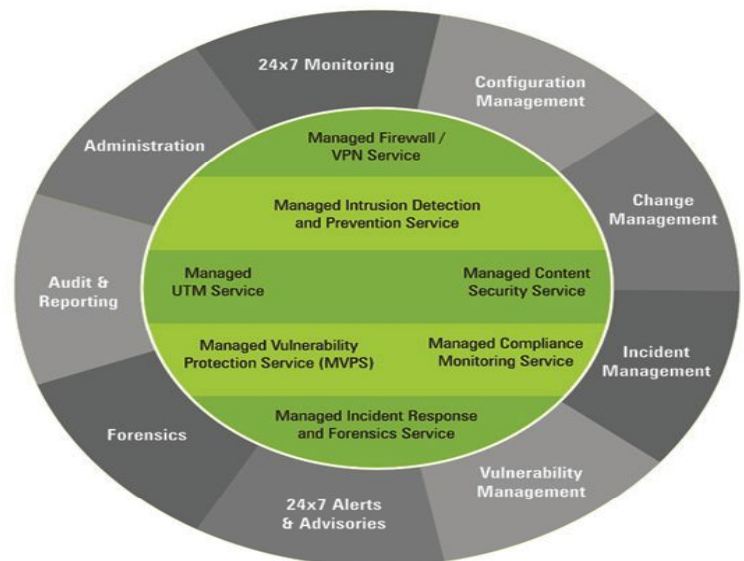 24x7 Monitoring
Configuration
Management
Change
Management
Incident
Management
Vulnerability
Management
24x7 Alerts
& Advisories
Forensics
Audit &
Reporting
Administration
Managed Firewall /
VPN Service
Managed Intrusion Detection
and Prevention Service
Managed
UTM Service
Managed Content
Security Service
Managed Vulnerability
Protection Service (MVPS)
Managed Compliance
Monitoring Service
Managed Incident Response
and Forensics Service